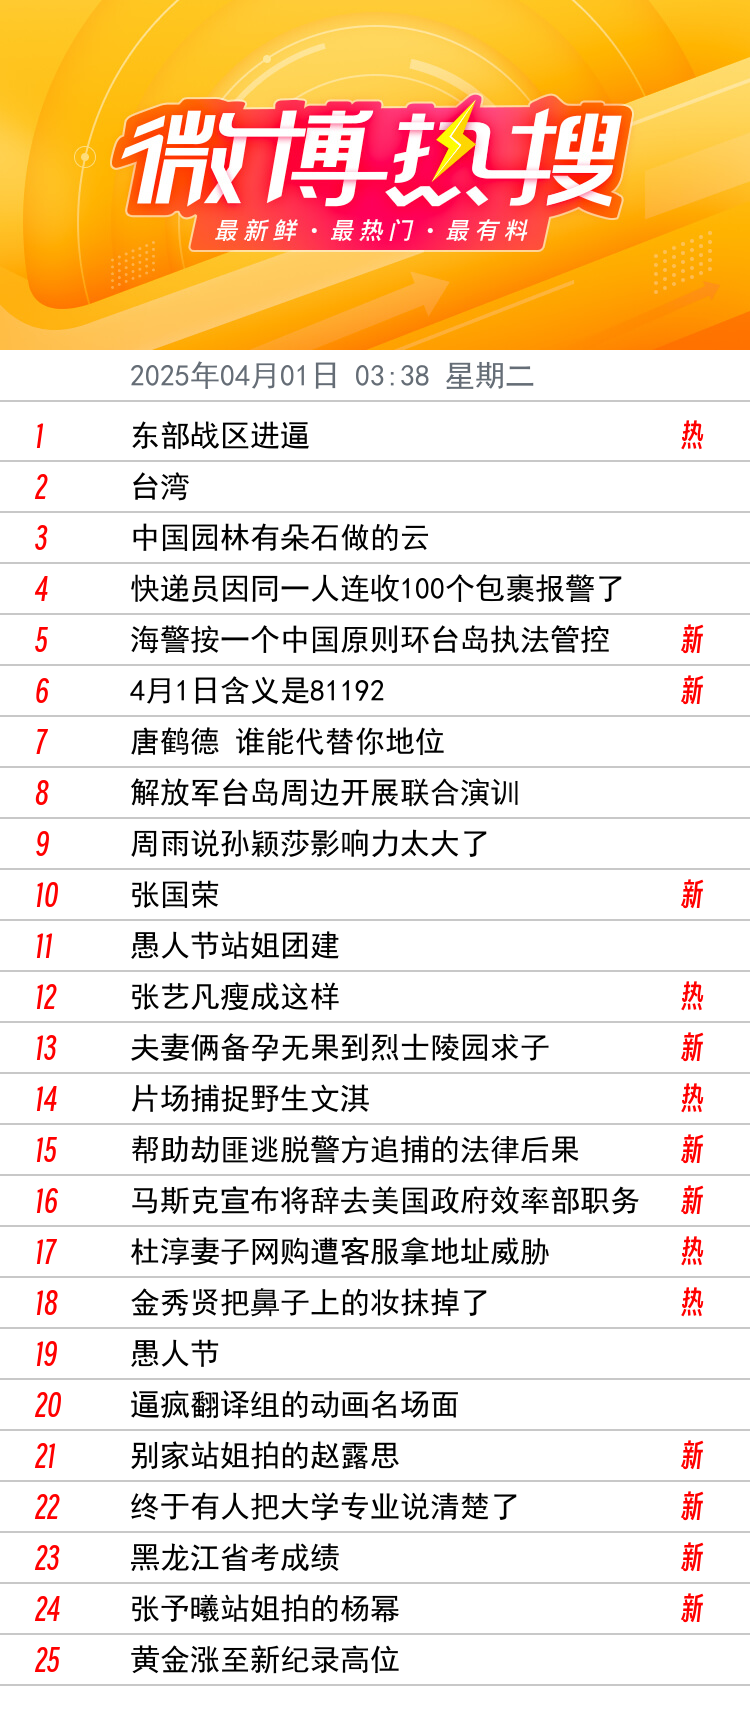 微博热搜
最新鲜·最热门·最有料
2025年04月01日 03:38 星期二
1 东部战区进逼 热
2 台湾
3 中国园林有朵石做的云
4 快递员因同一人连收100个包裹报警了
5 海警按一个中国原则环台岛执法管控 新
6 4月1日含义是81192 新
7 唐鹤德 谁能代替你地位
8 解放军台岛周边开展联合演训
9 周雨说孙颖莎影响力太大了
10 张国荣 新
11 愚人节站姐团建
12 张艺凡瘦成这样 热
13 夫妻俩备孕无果到烈士陵园求子 新
14 片场捕捉野生文淇 热
15 帮助劫匪逃脱警方追捕的法律后果 新
16 马斯克宣布将辞去美国政府效率部职务 新
17 杜淳妻子网购遭客服拿地址威胁 热
18 金秀贤把鼻子上的妆抹掉了 热
19 愚人节
20 逼疯翻译组的动画名场面
21 别家站姐拍的赵露思 新
22 终于有人把大学专业说清楚了 新
23 黑龙江省考成绩 新
24 张予曦站姐拍的杨幂 新
25 黄金涨至新纪录高位